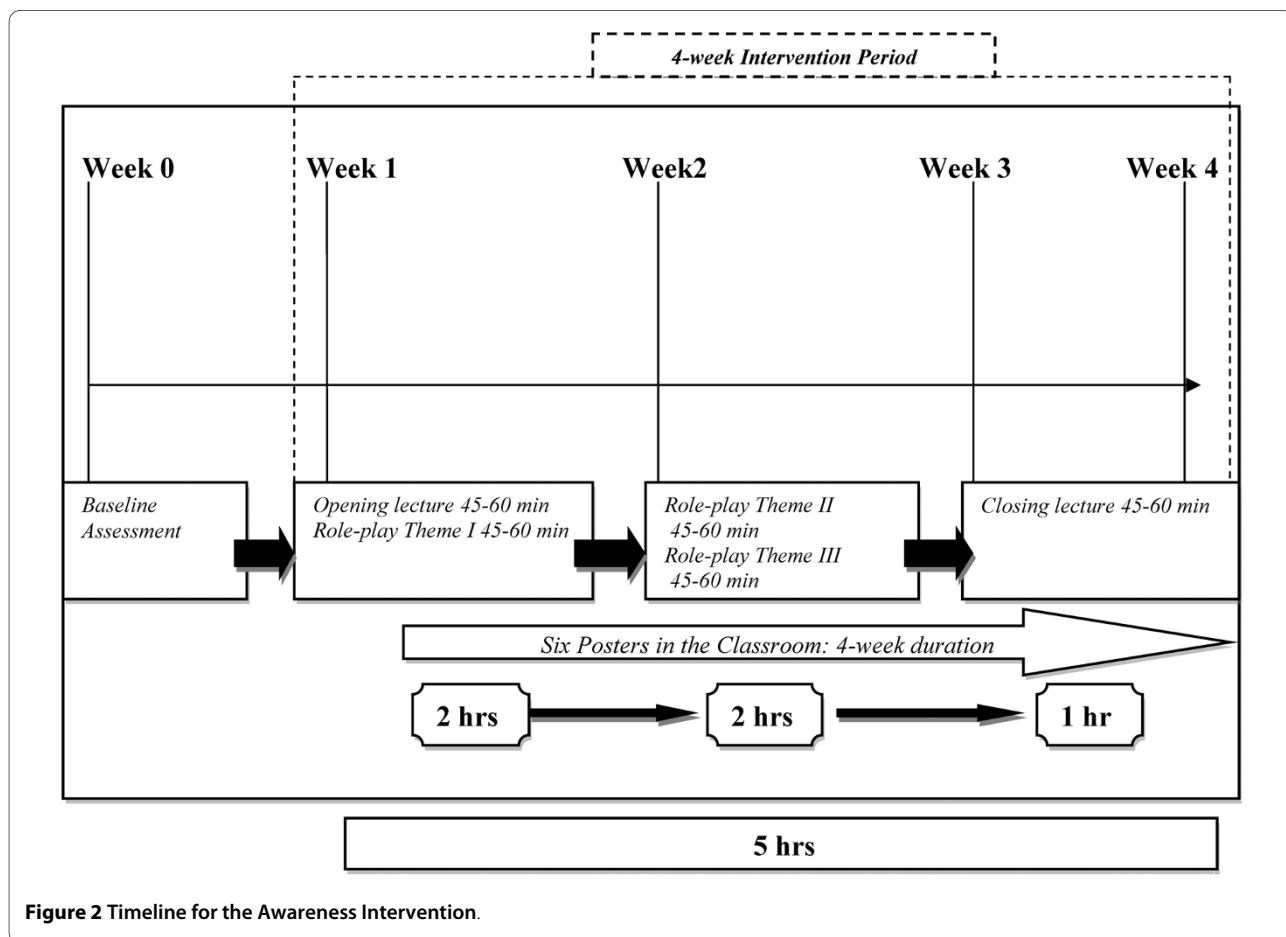 4-week Intervention Period
Week 0
Week 1
Week2
Week 3
Week 4
Baseline
Assessment
Opening lecture 45-60 min
Role-play Theme I 45-60 min
Role-play Theme II
45-60 min
Role-play Theme III
45-60 min
Closing lecture 45-60 min
Six Posters in the Classroom: 4-week duration
2 hrs
2 hrs
1 hr
5 hrs
Figure 2 Timeline for the Awareness Intervention.